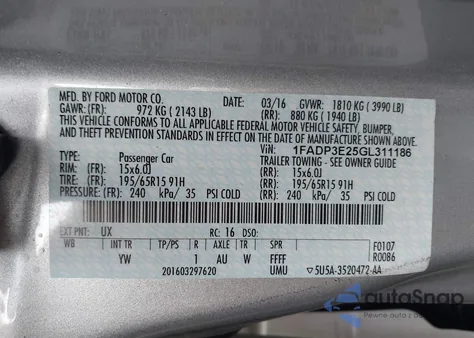 MFD. BY FORD MOTOR CO.
03/16 GVWR: 1810 KG ( 3990 LB)
GAWR: (FR): 972 KG ( 2143 LB) (RR): 880 KG ( 1940 LB)
THIS VEHICLE CONFORMS TO ALL APPLICABLE FEDERAL MOTOR VEHICLE SAFETY, BUMPER,
AND THEFT PREVENTION STANDARDS IN EFFECT ON THE DATE OF MANUFACTURE SHOWN ABOVE.
VIN: 1FADP3E25GL311186
TYPE: Passenger Car TRAILER TOWING - SEE OWNER GUIDE
RIM: (FR) 15x6.0J (RR) 15x6.0J
TIRE: (FR) 195/65R15 91H (RR) 195/65R15 91H
PRESSURE: (FR) 240 kPa/ 35 PSI COLD (RR) 240 kPa/ 35 PSI COLD
EXT PNT: UX RC: 16 DSO:
WB INT TR TP/PS R AXLE TR SPR F0107
YW 1 AU W FFFF R0086
201603297620 UMU 5U5A-3520472-AA
autoSnap